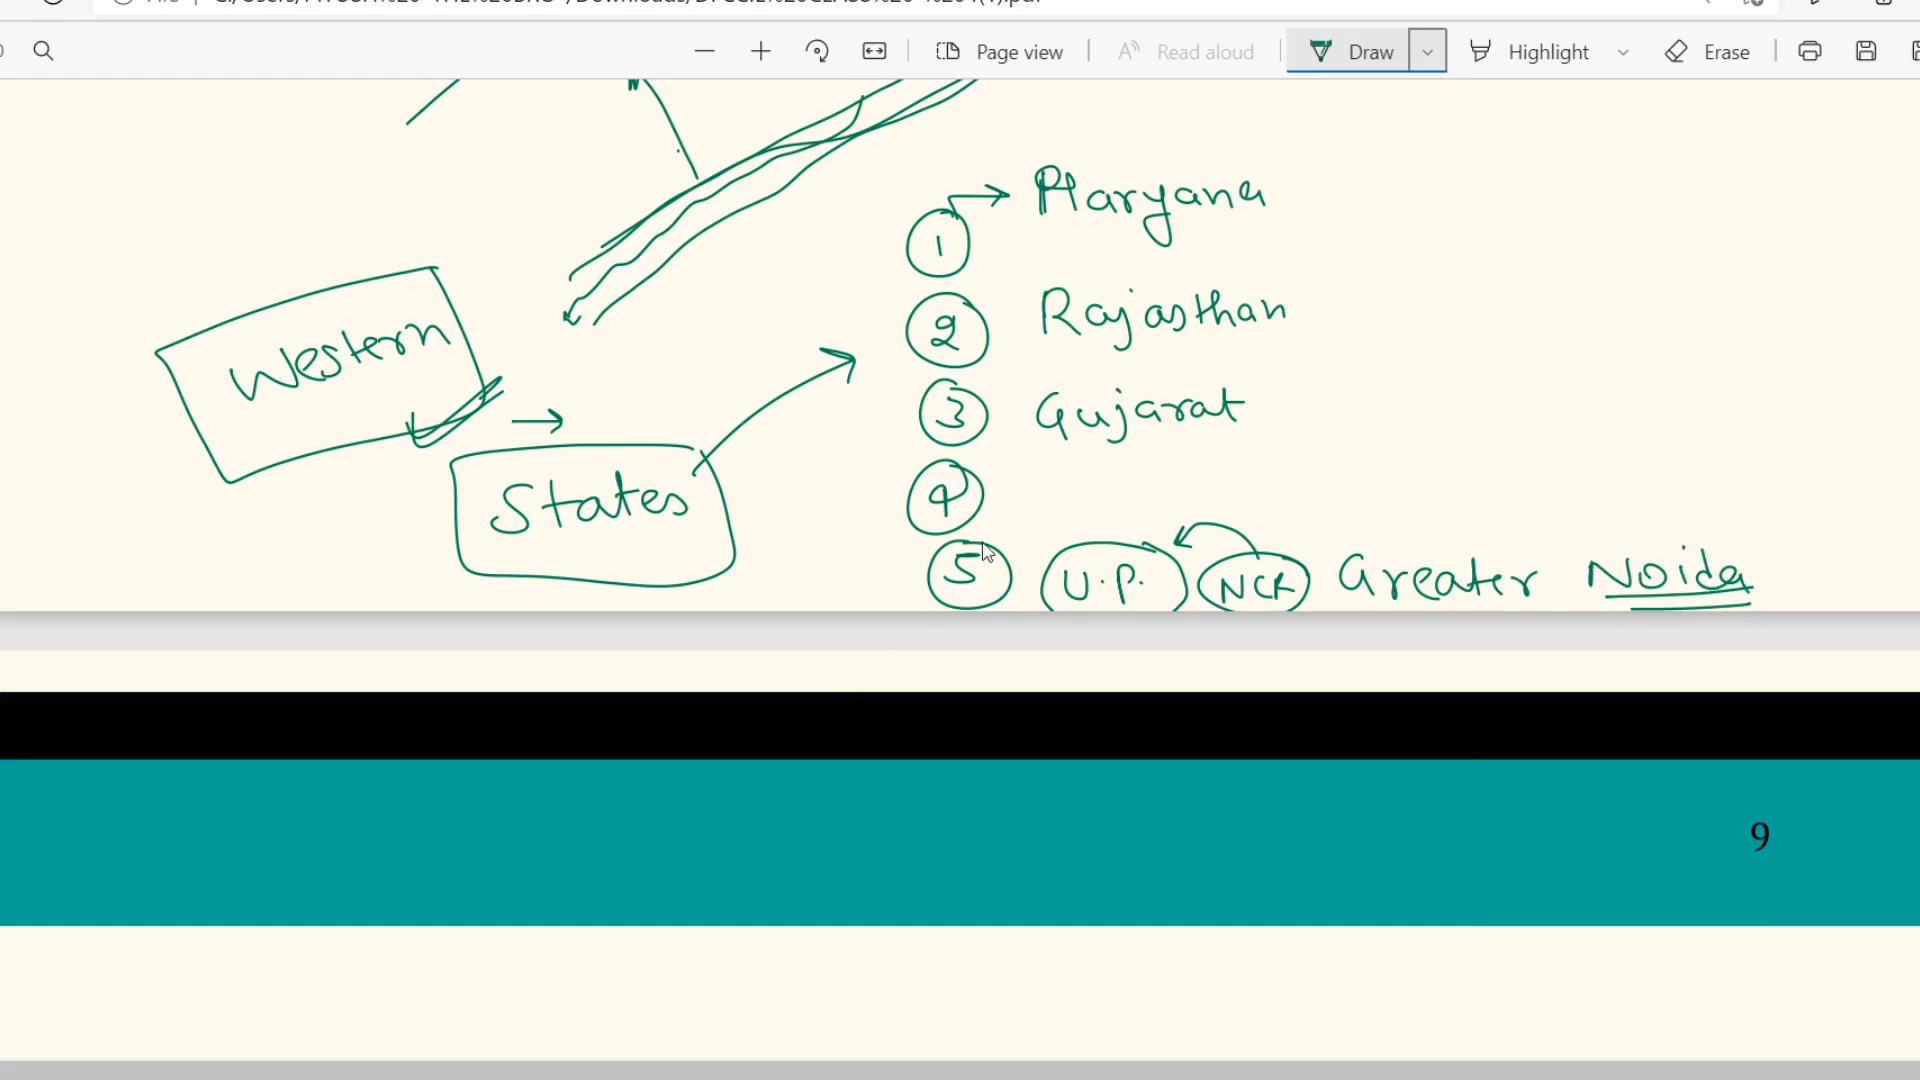 Page view
Read aloud
Draw
Highlight
Erase
1 → Haryana
2 Rajasthan
Western
3 Gujarat
States
4
5 U.P. NCR Greater Noida
9